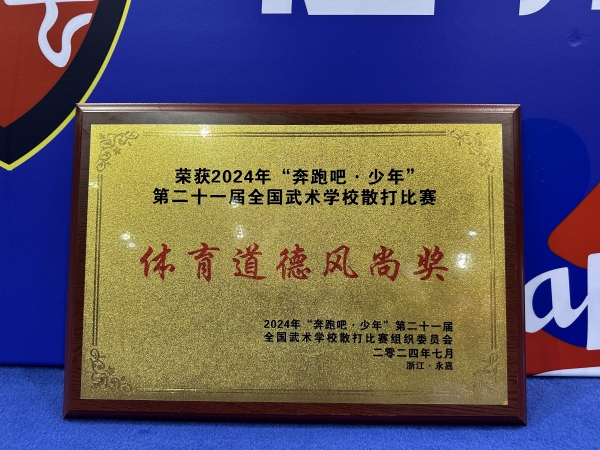 荣获2024年“奔跑吧·少年”
第二十一届全国武术学校散打比赛
体育道德风尚奖
2024年“奔跑吧·少年”第二十一届
全国武术学校散打比赛组织委员会
二零二四年七月
浙江·永嘉